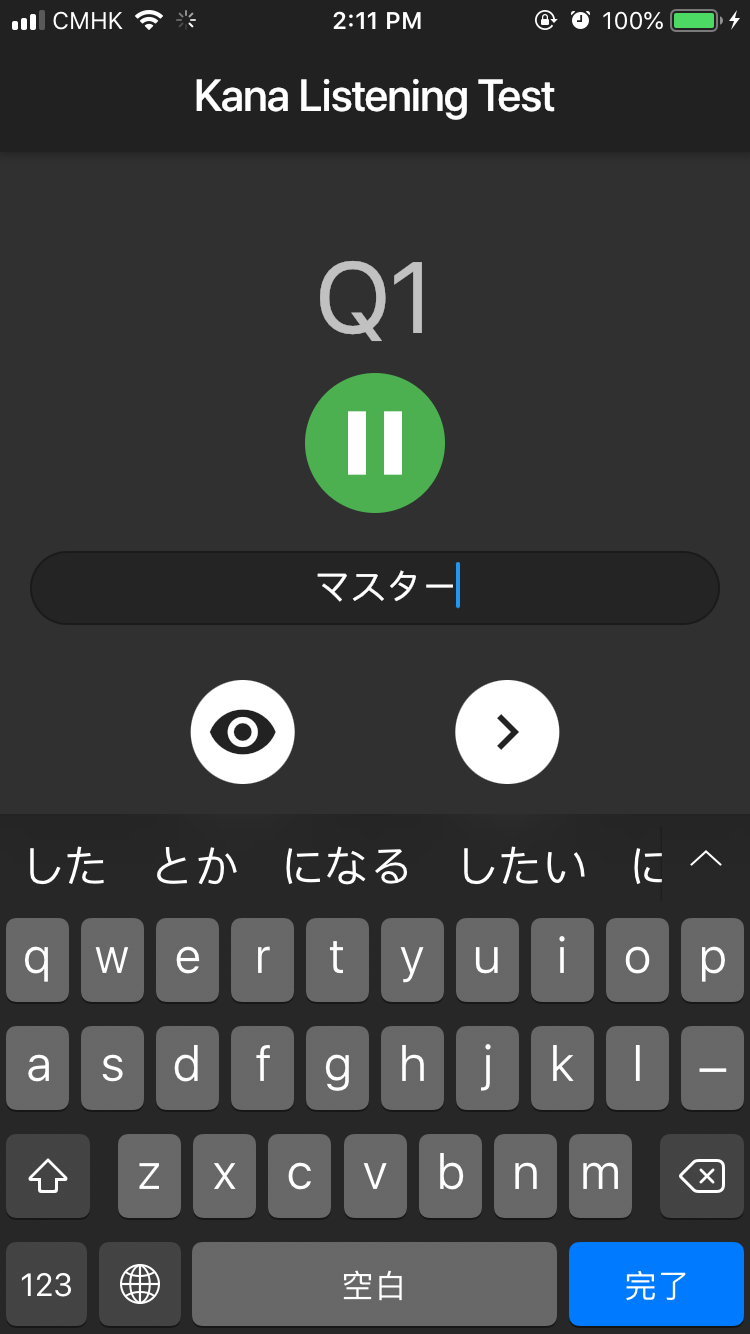 CMHK 2:11 PM 100%
Kana Listening Test
Q1
マスター
した とか になる したい に
q w e r t y u i o p
a s d f g h j k l ー
z x c v b n m
123 空白 完了